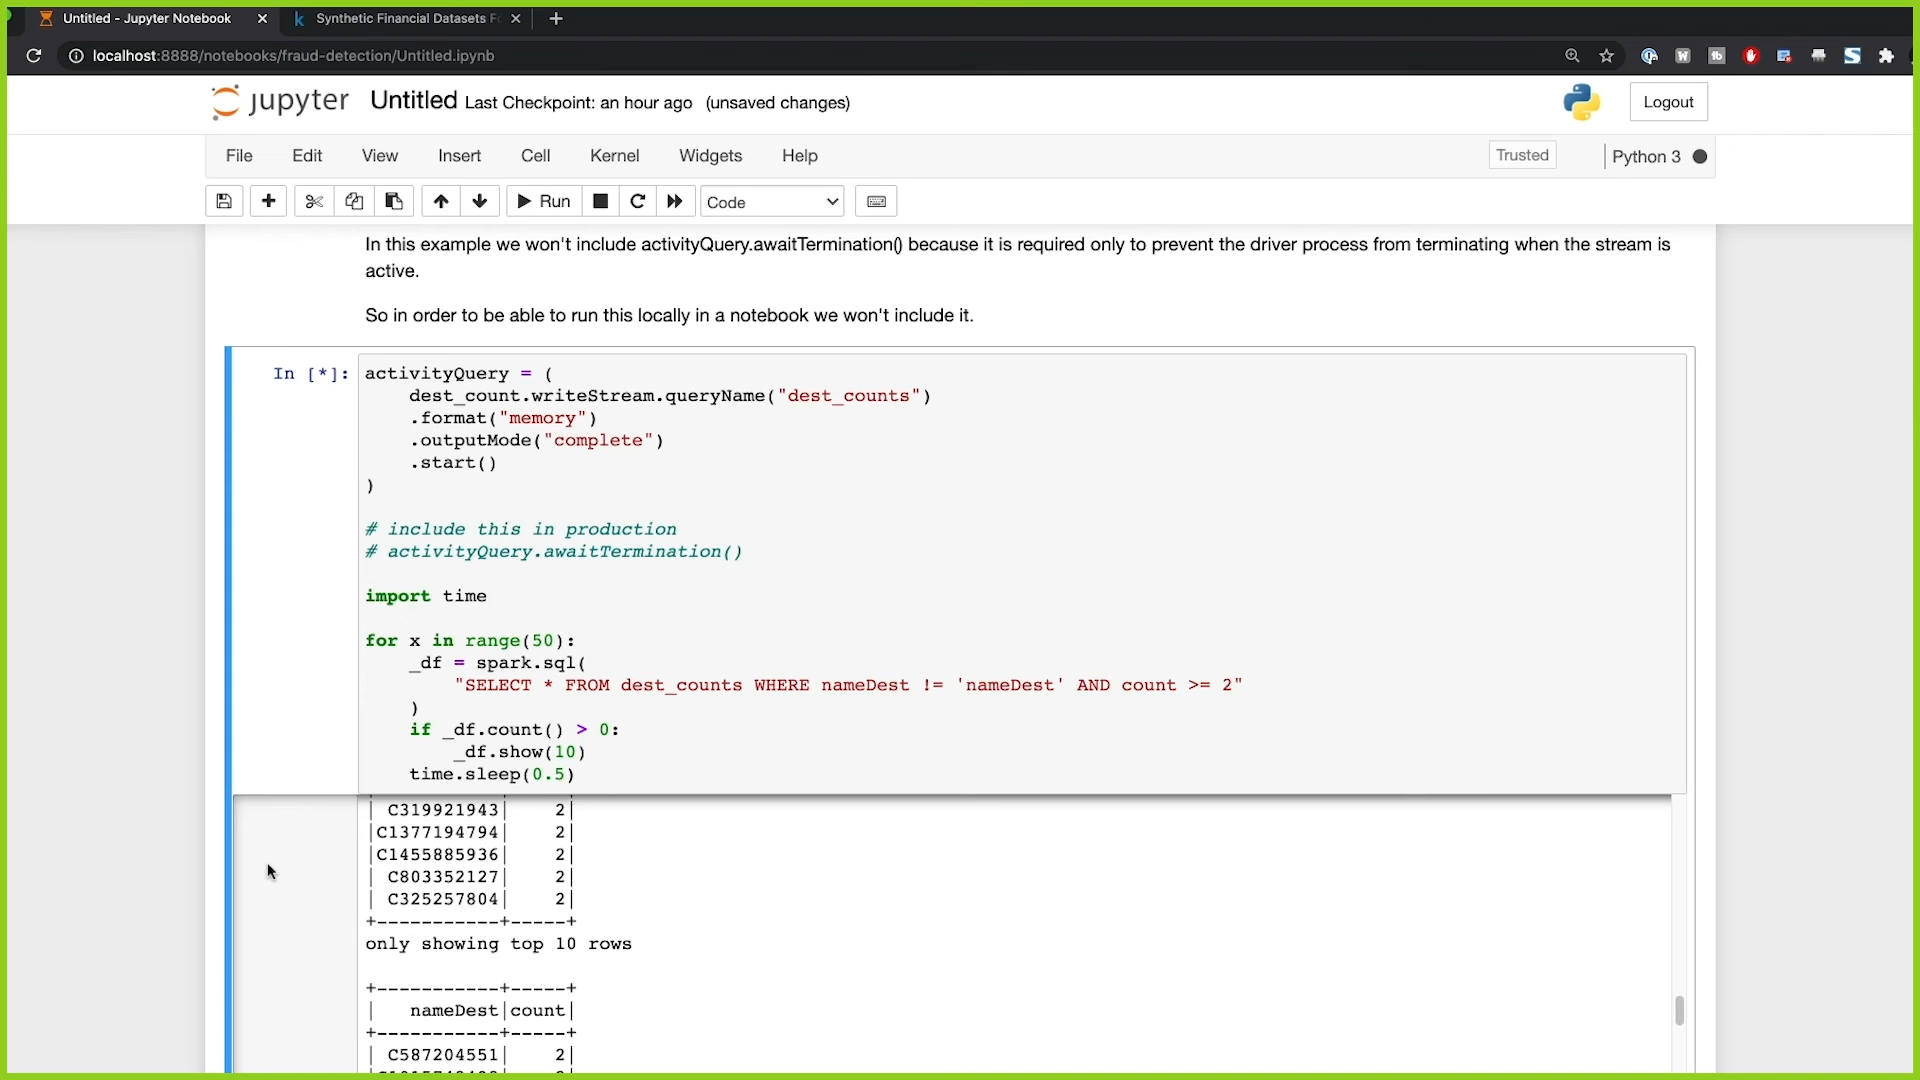 Untitled - Jupyter Notebook
Synthetic Financial Datasets Fo
localhost:8888/notebooks/fraud-detection/Untitled.ipynb
jupyter Untitled Last Checkpoint: an hour ago (unsaved changes)
Logout
File Edit View Insert Cell Kernel Widgets Help
Trusted
Python 3
Run
Code
In this example we won't include activityQuery.awaitTermination() because it is required only to prevent the driver process from terminating when the stream is
active.
So in order to be able to run this locally in a notebook we won't include it.
In [*]:
activityQuery = (
    dest_count.writeStream.queryName("dest_counts")
    .format("memory")
    .outputMode("complete")
    .start()
)
# include this in production
# activityQuery.awaitTermination()
import time
for x in range(50):
    _df = spark.sql(
        "SELECT * FROM dest_counts WHERE nameDest != 'nameDest' AND count >= 2"
    )
    if _df.count() > 0:
        _df.show(10)
    time.sleep(0.5)
| C319921943|    2|
|C1377194794|    2|
|C1455885936|    2|
| C803352127|    2|
| C325257804|    2|
+-----------+-----+
only showing top 10 rows
+-----------+-----+
|   nameDest|count|
+-----------+-----+
| C587204551|    2|